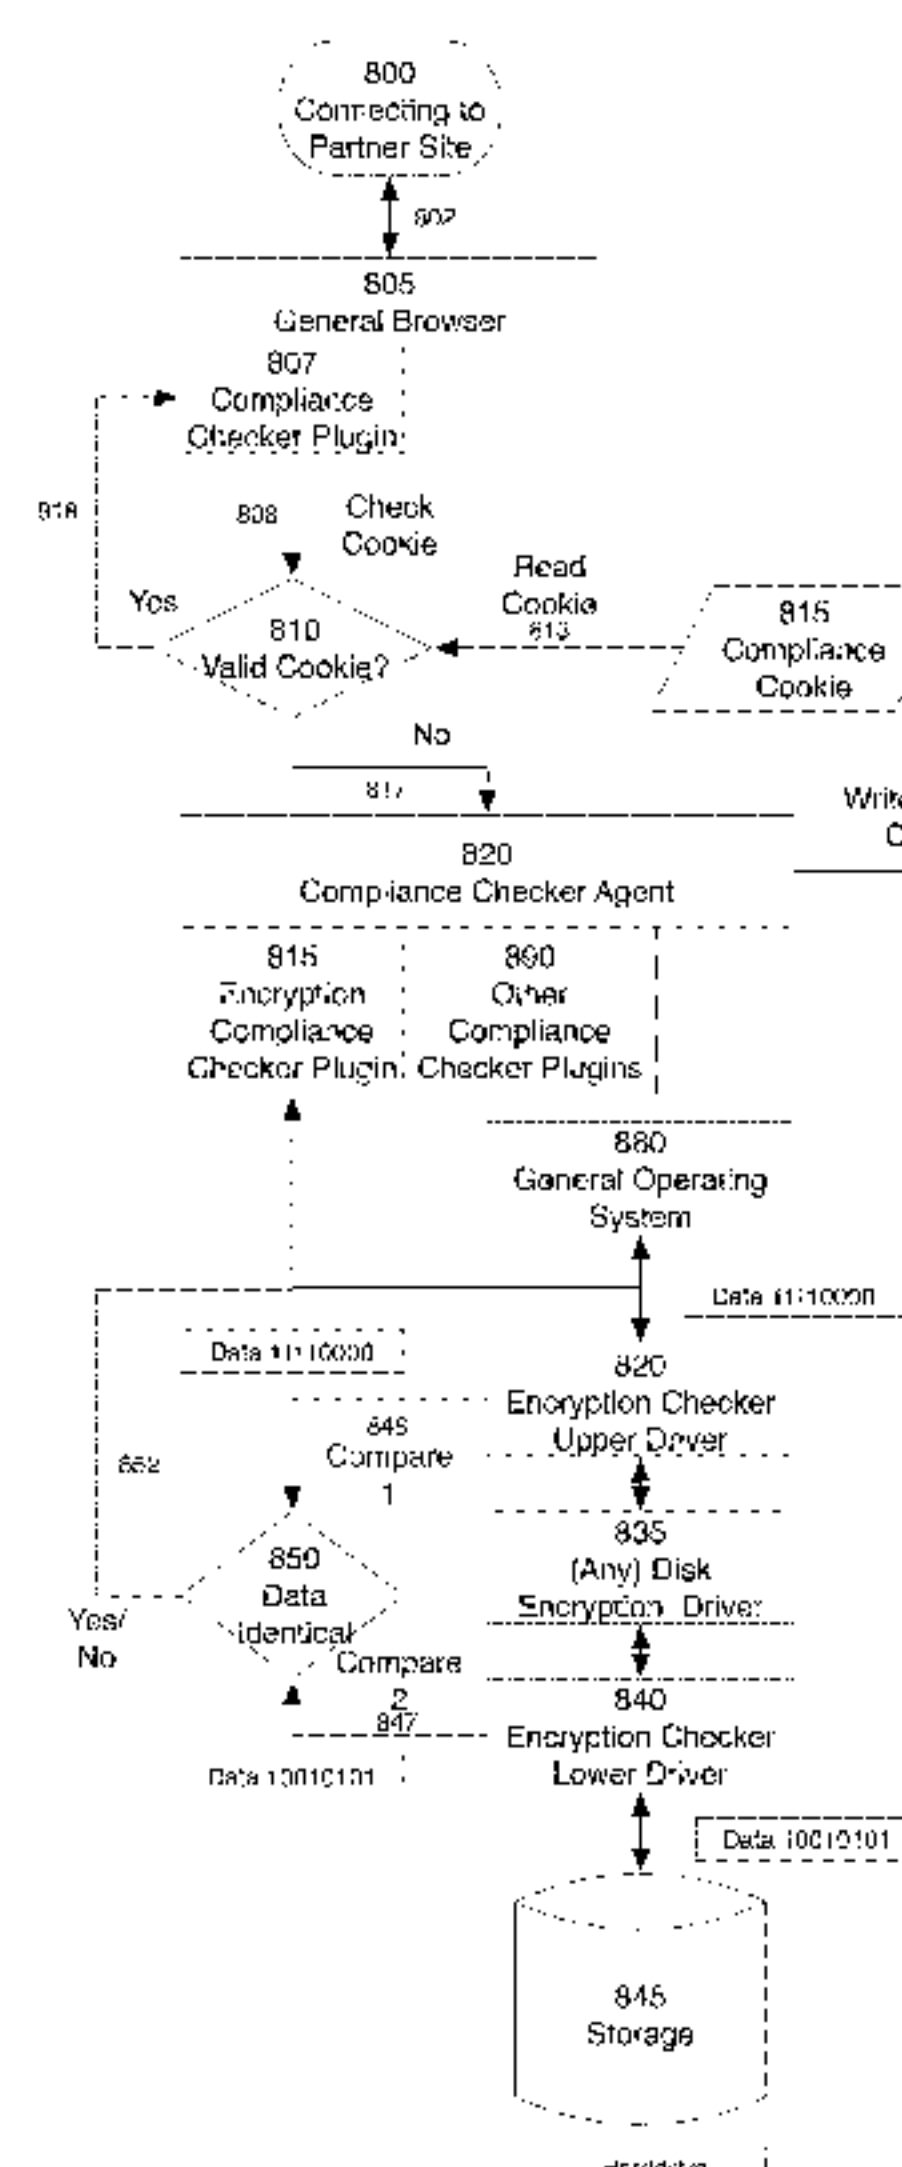 800
Connecting to
Partner Site
802
805
General Browser
807
Compliance
Checker Plugin
808
Check
Cookie
Yes
810
Valid Cookie?
Read
Cookie
813
815
Compliance
Cookie
No
817
820
Compliance Checker Agent
815
Encryption
Compliance
Checker Plugin
890
Other
Compliance
Checker Plugins
880
General Operating
System
Data
Data
820
Encryption Checker
Upper Driver
Compare
1
852
835
(Any) Disk
Encryption Driver
850
Data
identical
Yes/
No
Compare
2
847
840
Encryption Checker
Lower Driver
Data 10010101
Data 10010101
845
Storage